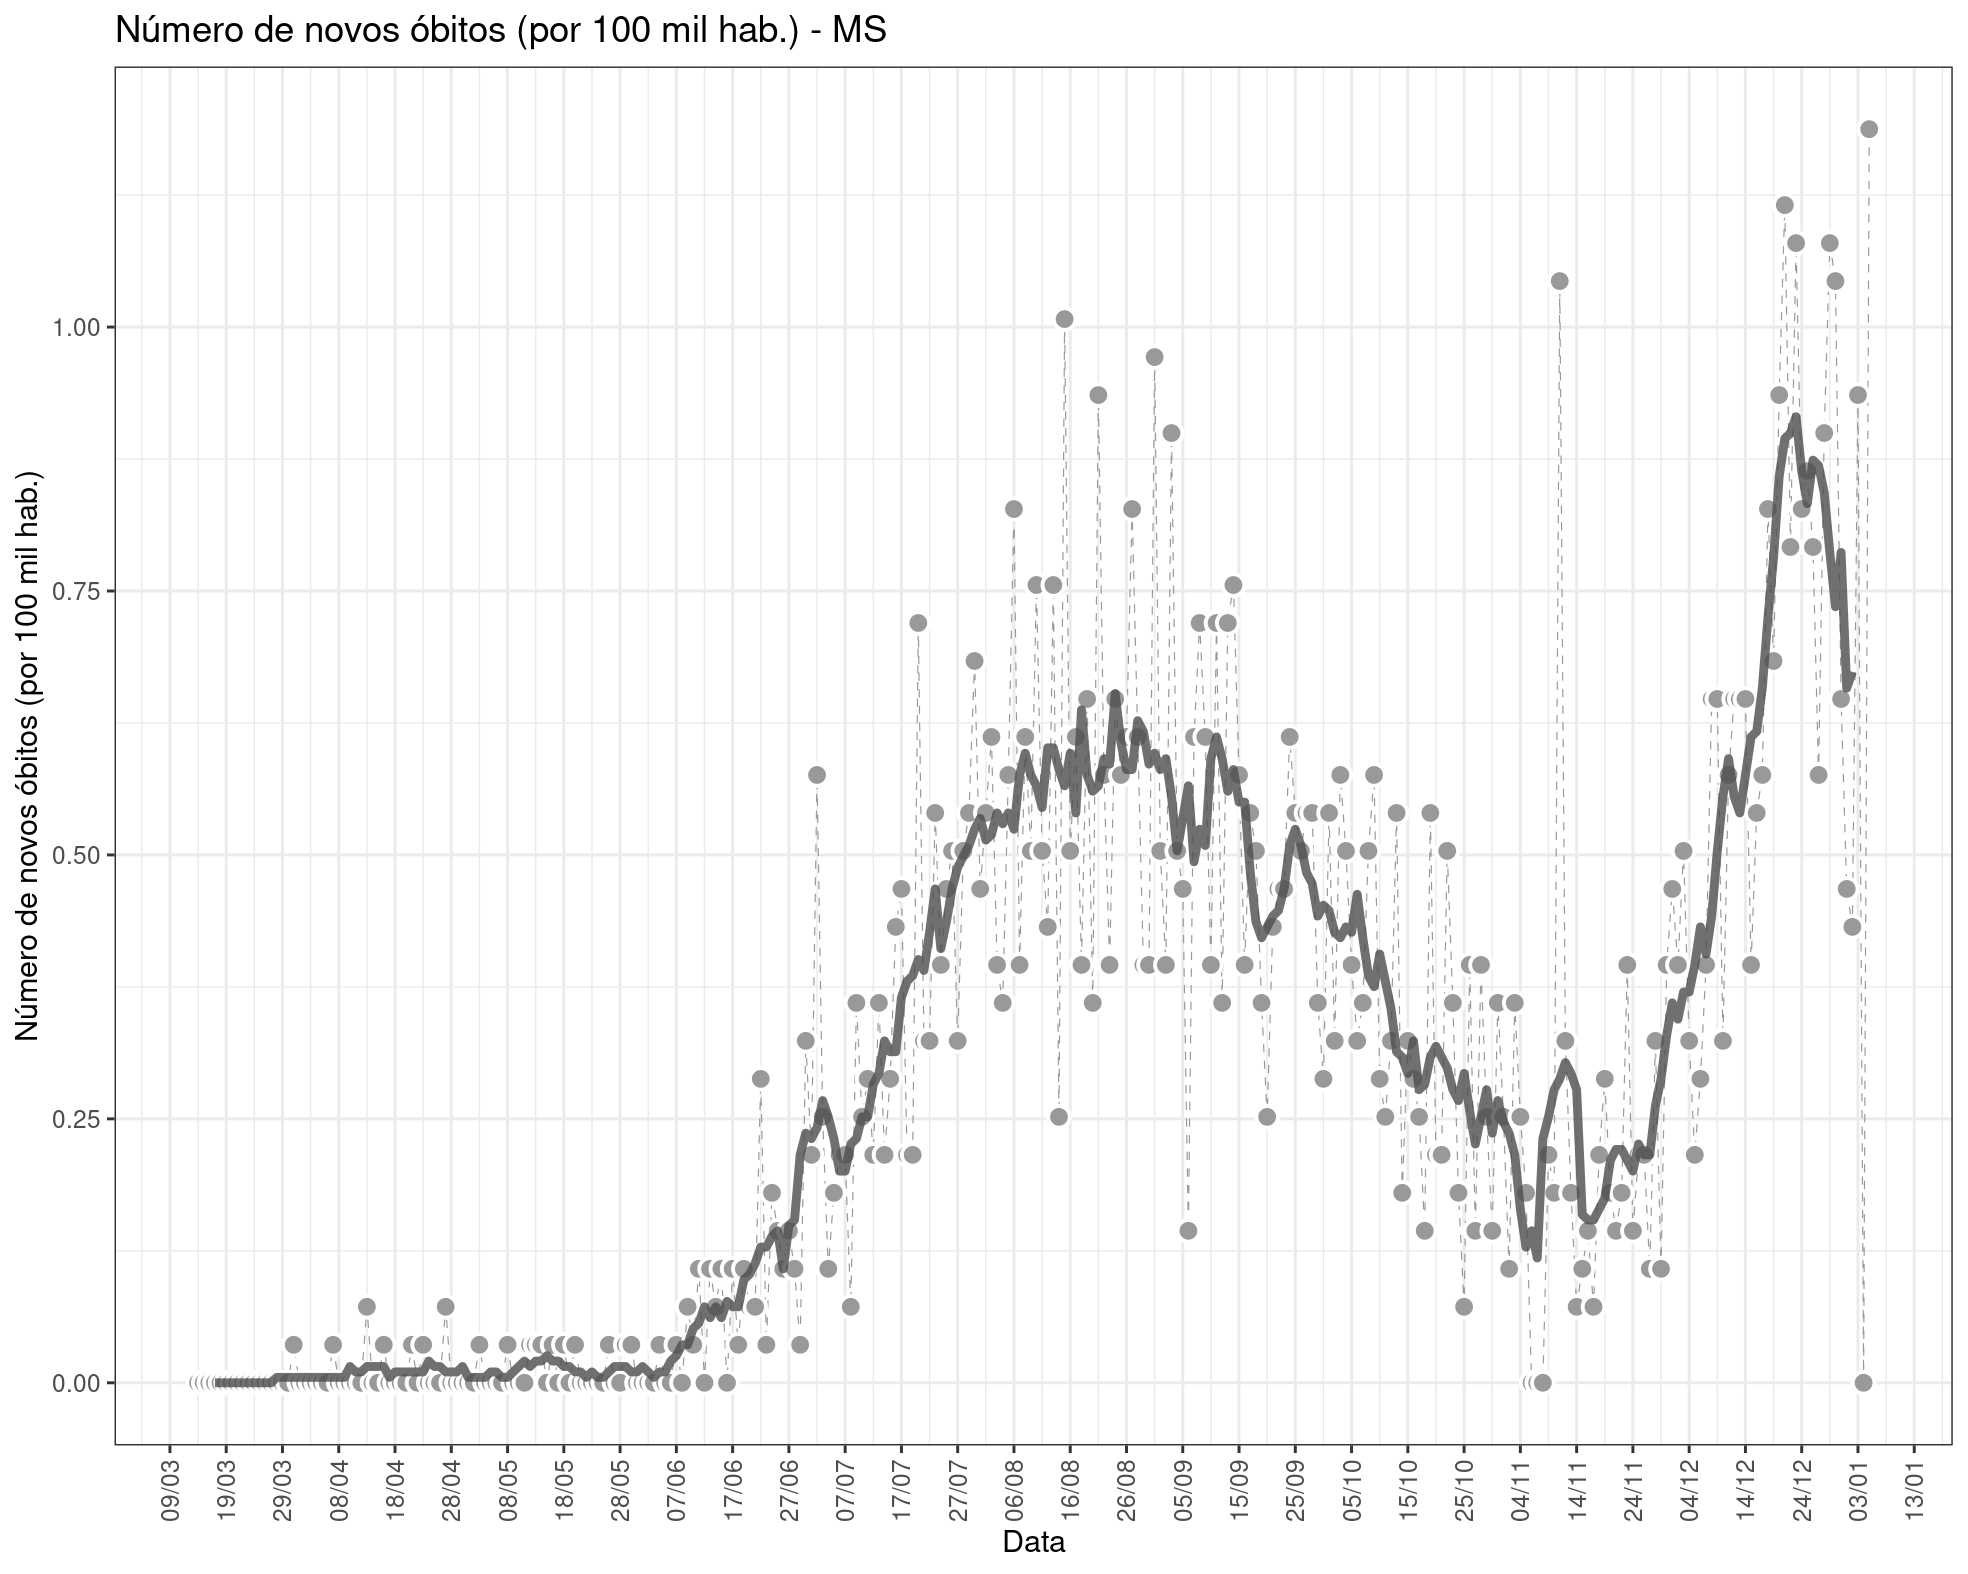 Número de novos óbitos (por 100 mil hab.) - MS
Número de novos óbitos (por 100 mil hab.)
1.00
0.75
0.50
0.25
0.00
09/03 19/03 29/03 08/04 18/04 28/04 08/05 18/05 28/05 07/06 17/06 27/06 07/07 17/07 27/07 06/08 16/08 26/08 05/09 15/09 25/09 05/10 15/10 25/10 04/11 14/11 24/11 04/12 14/12 24/12 03/01 13/01
Data